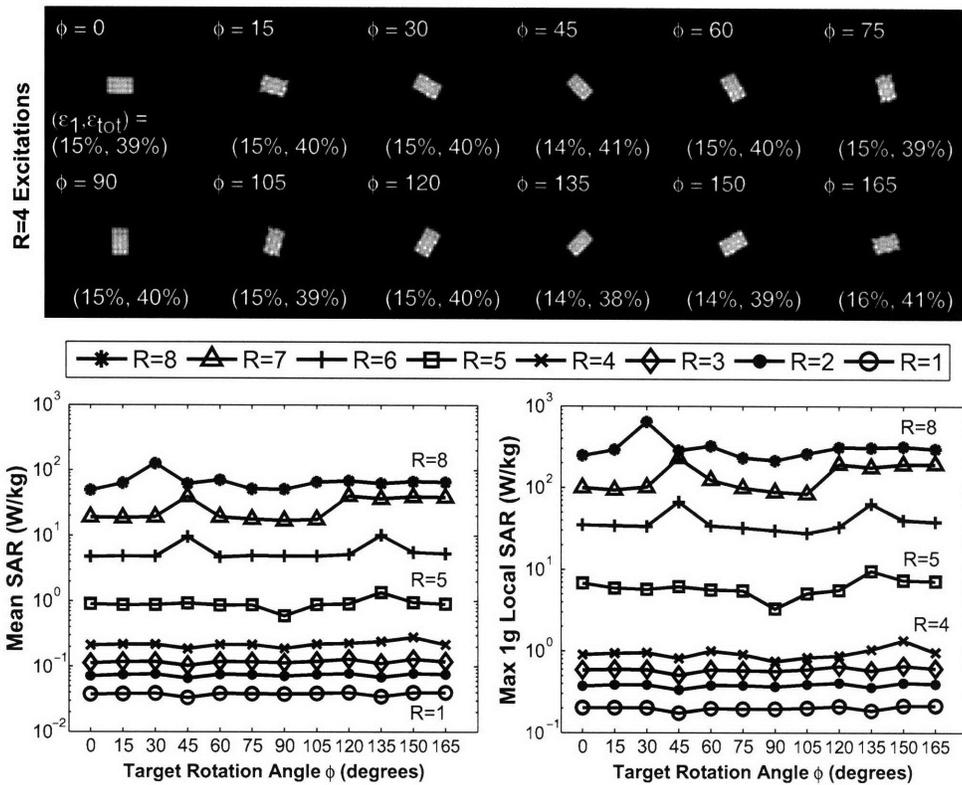 R=4 Excitations
ϕ = 0 ϕ = 15 ϕ = 30 ϕ = 45 ϕ = 60 ϕ = 75
(ε1,εtot) =
(15%, 39%) (15%, 40%) (15%, 40%) (14%, 41%) (15%, 40%) (15%, 39%)
ϕ = 90 ϕ = 105 ϕ = 120 ϕ = 135 ϕ = 150 ϕ = 165
(15%, 40%) (15%, 39%) (15%, 40%) (14%, 38%) (14%, 39%) (16%, 41%)
R=8 R=7 R=6 R=5 R=4 R=3 R=2 R=1
Mean SAR (W/kg)
10^3
10^2
10^1
10^0
10^-1
10^-2
R=8
R=5
R=1
0 15 30 45 60 75 90 105 120 135 150 165
Target Rotation Angle ϕ (degrees)
Max 1g Local SAR (W/kg)
10^3
10^2
10^1
10^0
10^-1
R=8
R=5
R=4
R=1
0 15 30 45 60 75 90 105 120 135 150 165
Target Rotation Angle ϕ (degrees)